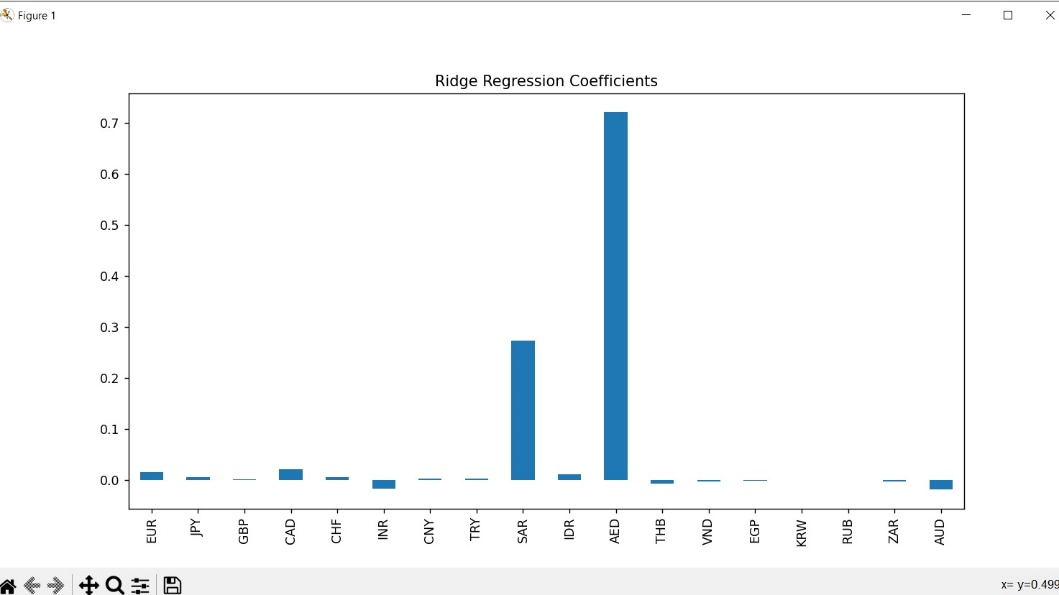 Figure 1
Ridge Regression Coefficients
0.7
0.6
0.5
0.4
0.3
0.2
0.1
0.0
EUR JPY GBP CAD CHF INR CNY TRY SAR IDR AED THB VND EGP KRW RUB ZAR AUD
x= y=0.499